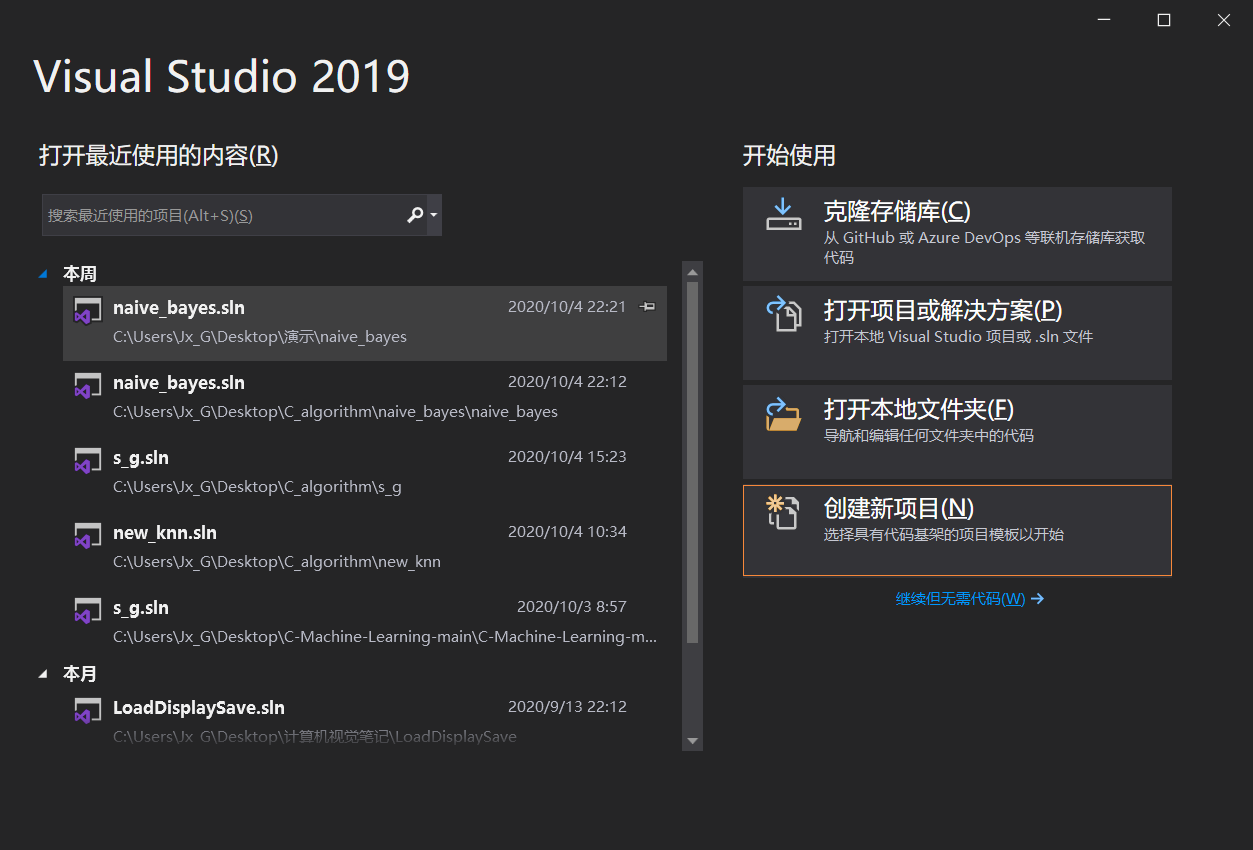 Visual Studio 2019
打开最近使用的内容(R)
搜索最近使用的项目(Alt+S)(S)
本周
naive_bayes.sln 2020/10/4 22:21
C:\Users\Jx_G\Desktop\演示\naive_bayes
naive_bayes.sln 2020/10/4 22:12
C:\Users\Jx_G\Desktop\C_algorithm\naive_bayes\naive_bayes
s_g.sln 2020/10/4 15:23
C:\Users\Jx_G\Desktop\C_algorithm\s_g
new_knn.sln 2020/10/4 10:34
C:\Users\Jx_G\Desktop\C_algorithm\new_knn
s_g.sln 2020/10/3 8:57
C:\Users\Jx_G\Desktop\C-Machine-Learning-main\C-Machine-Learning-m...
本月
LoadDisplaySave.sln 2020/9/13 22:12
C:\Users\Jx_G\Desktop\计算机视觉笔记\LoadDisplaySave
开始使用
克隆存储库(C)
从 GitHub 或 Azure DevOps 等联机存储库获取
代码
打开项目或解决方案(P)
打开本地 Visual Studio 项目或 .sln 文件
打开本地文件夹(F)
导航和编辑任何文件夹中的代码
创建新项目(N)
选择具有代码基架的项目模板以开始
继续但无需代码(W)